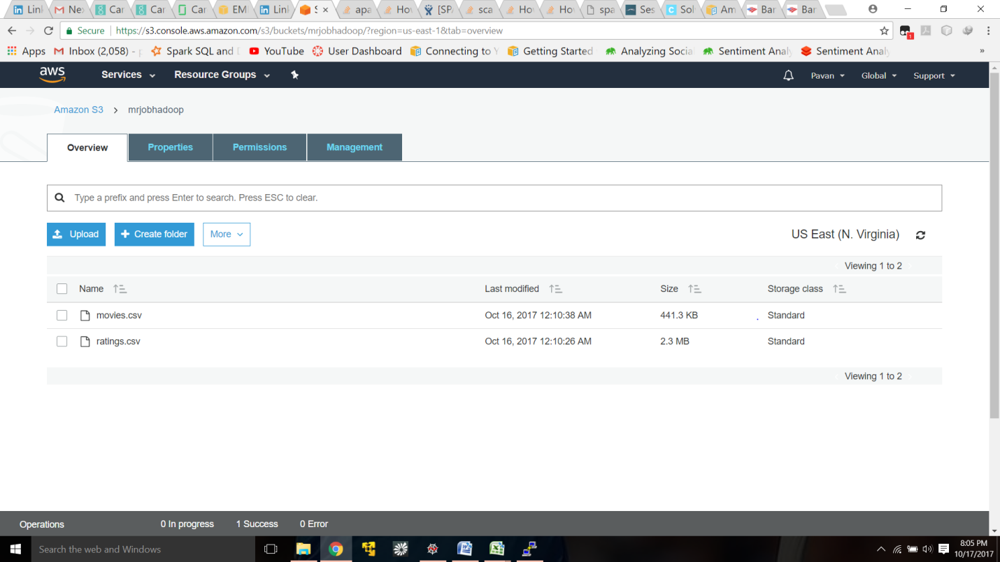 Lin Ne Car Car Car EM Lin S apa Ho [SP sca Ho Ho spa Ses Sol Am Bar Bar
Secure https://s3.console.aws.amazon.com/s3/buckets/mrjobhadoop/?region=us-east-1&tab=overview 1
Apps Inbox (2,058) - Spark SQL and YouTube User Dashboard Connecting to Getting Started Analyzing Socia Sentiment Anal Sentiment Anal »
aws Services Resource Groups Pavan Global Support
Amazon S3 > mrjobhadoop
Overview Properties Permissions Management
Type a prefix and press Enter to search. Press ESC to clear.
Upload + Create folder More US East (N. Virginia)
Viewing 1 to 2
Name Last modified Size Storage class
movies.csv Oct 16, 2017 12:10:38 AM 441.3 KB Standard
ratings.csv Oct 16, 2017 12:10:26 AM 2.3 MB Standard
Viewing 1 to 2
Operations 0 In progress 1 Success 0 Error
Search the web and Windows
8:05 PM
10/17/2017